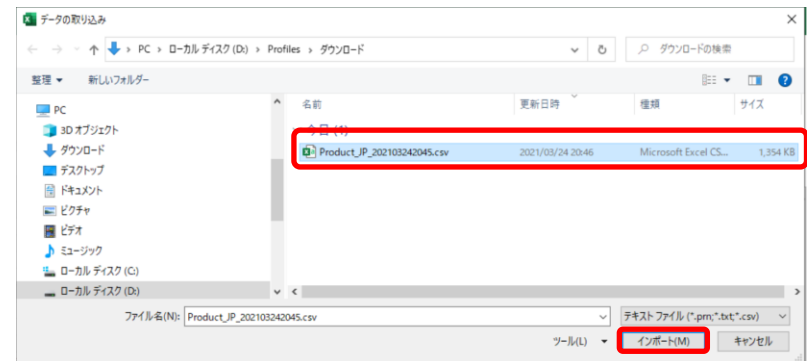 データの取り込み
PC › ローカル ディスク (D:) › Profiles › ダウンロード
ダウンロードの検索
整理 新しいフォルダー
名前 更新日時 種類 サイズ
今日 (1)
Product_JP_202103242045.csv 2021/03/24 20:46 Microsoft Excel CS... 1,354 KB
PC
3D オブジェクト
ダウンロード
デスクトップ
ドキュメント
ピクチャ
ビデオ
ミュージック
ローカル ディスク (C:)
ローカル ディスク (D:)
ファイル名(N): Product_JP_202103242045.csv テキスト ファイル (*.prn;*.txt;*.csv)
ツール(L) インポート(M) キャンセル